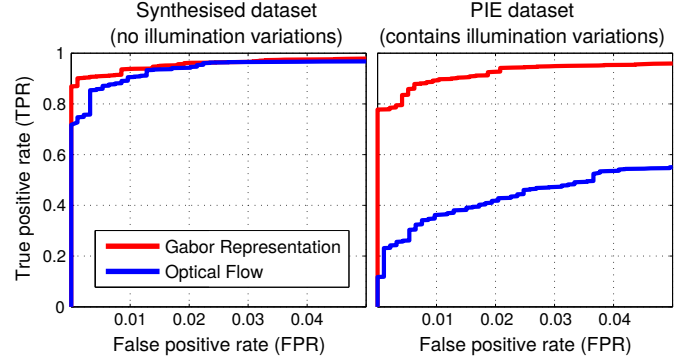 Synthesised dataset
(no illumination variations)
PIE dataset
(contains illumination variations)
True positive rate (TPR)
1
0.8
0.6
0.4
0.2
0
Gabor Representation
Optical Flow
0.01
0.02
0.03
0.04
0.01
0.02
0.03
0.04
False positive rate (FPR)
False positive rate (FPR)